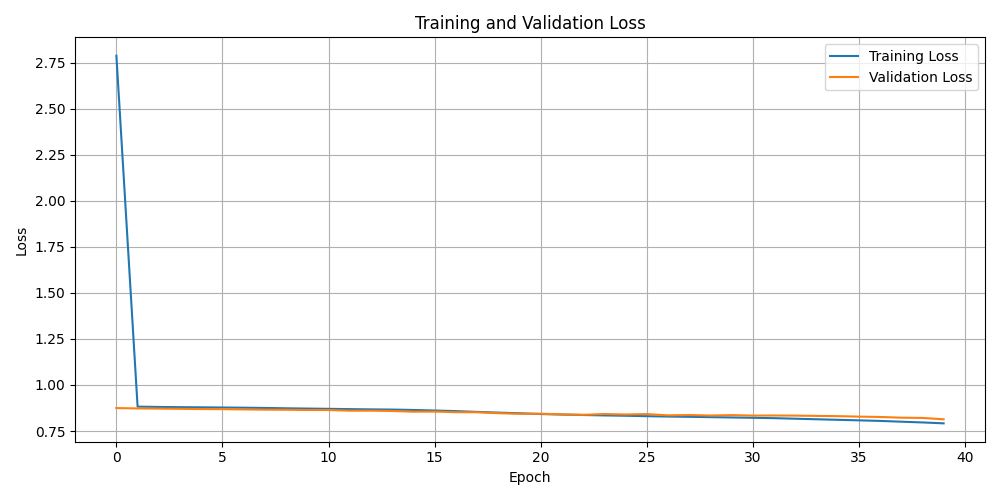 Training and Validation Loss
Training Loss
Validation Loss
2.75
2.50
2.25
2.00
1.75
1.50
1.25
1.00
0.75
Loss
0 5 10 15 20 25 30 35 40
Epoch